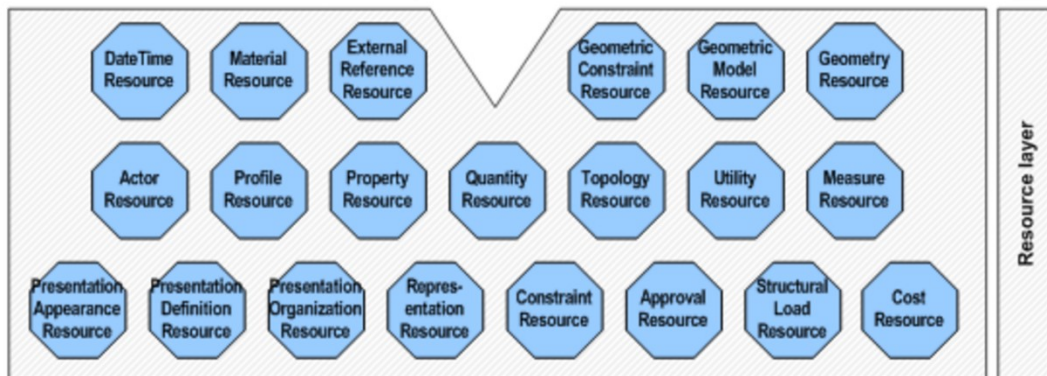 DateTime
Resource
Material
Resource
External
Reference
Resource
Geometric
Constraint
Resource
Geometric
Model
Resource
Geometry
Resource
Actor
Resource
Profile
Resource
Property
Resource
Quantity
Resource
Topology
Resource
Utility
Resource
Measure
Resource
Presentation
Appearance
Resource
Presentation
Definition
Resource
Presentation
Organization
Resource
Repres-
entation
Resource
Constraint
Resource
Approval
Resource
Structural
Load
Resource
Cost
Resource
Resource layer